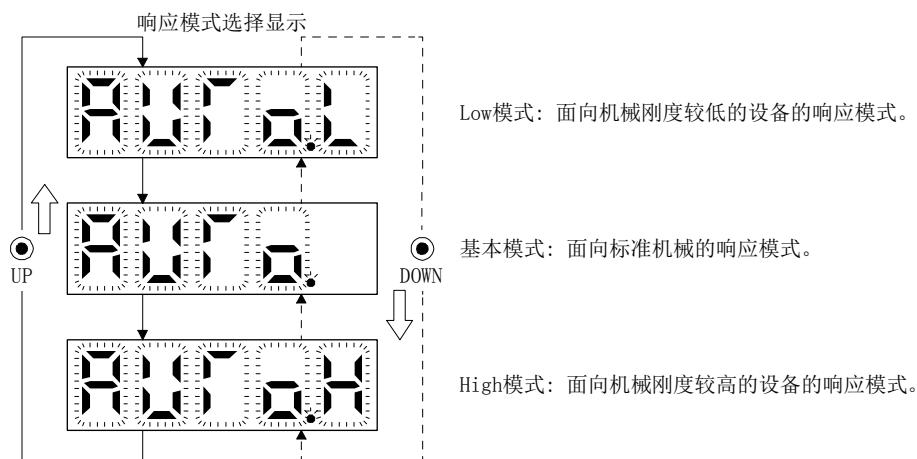 响应模式选择显示
AUTo.L
Low模式: 面向机械刚度较低的设备的响应模式。
AUTo.
基本模式: 面向标准机械的响应模式。
UP
DOWN
AUTo.H
High模式: 面向机械刚度较高的设备的响应模式。